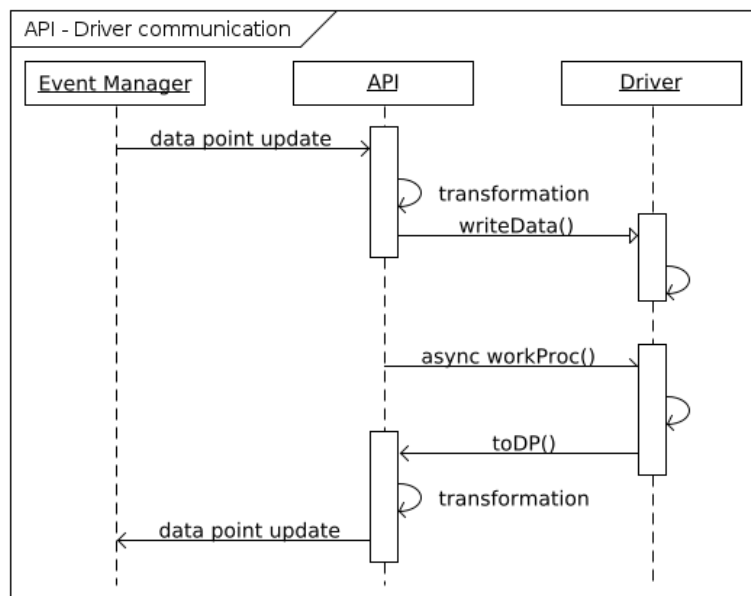 API - Driver communication
Event Manager
API
Driver
data point update
transformation
writeData()
async workProc()
toDP()
transformation
data point update